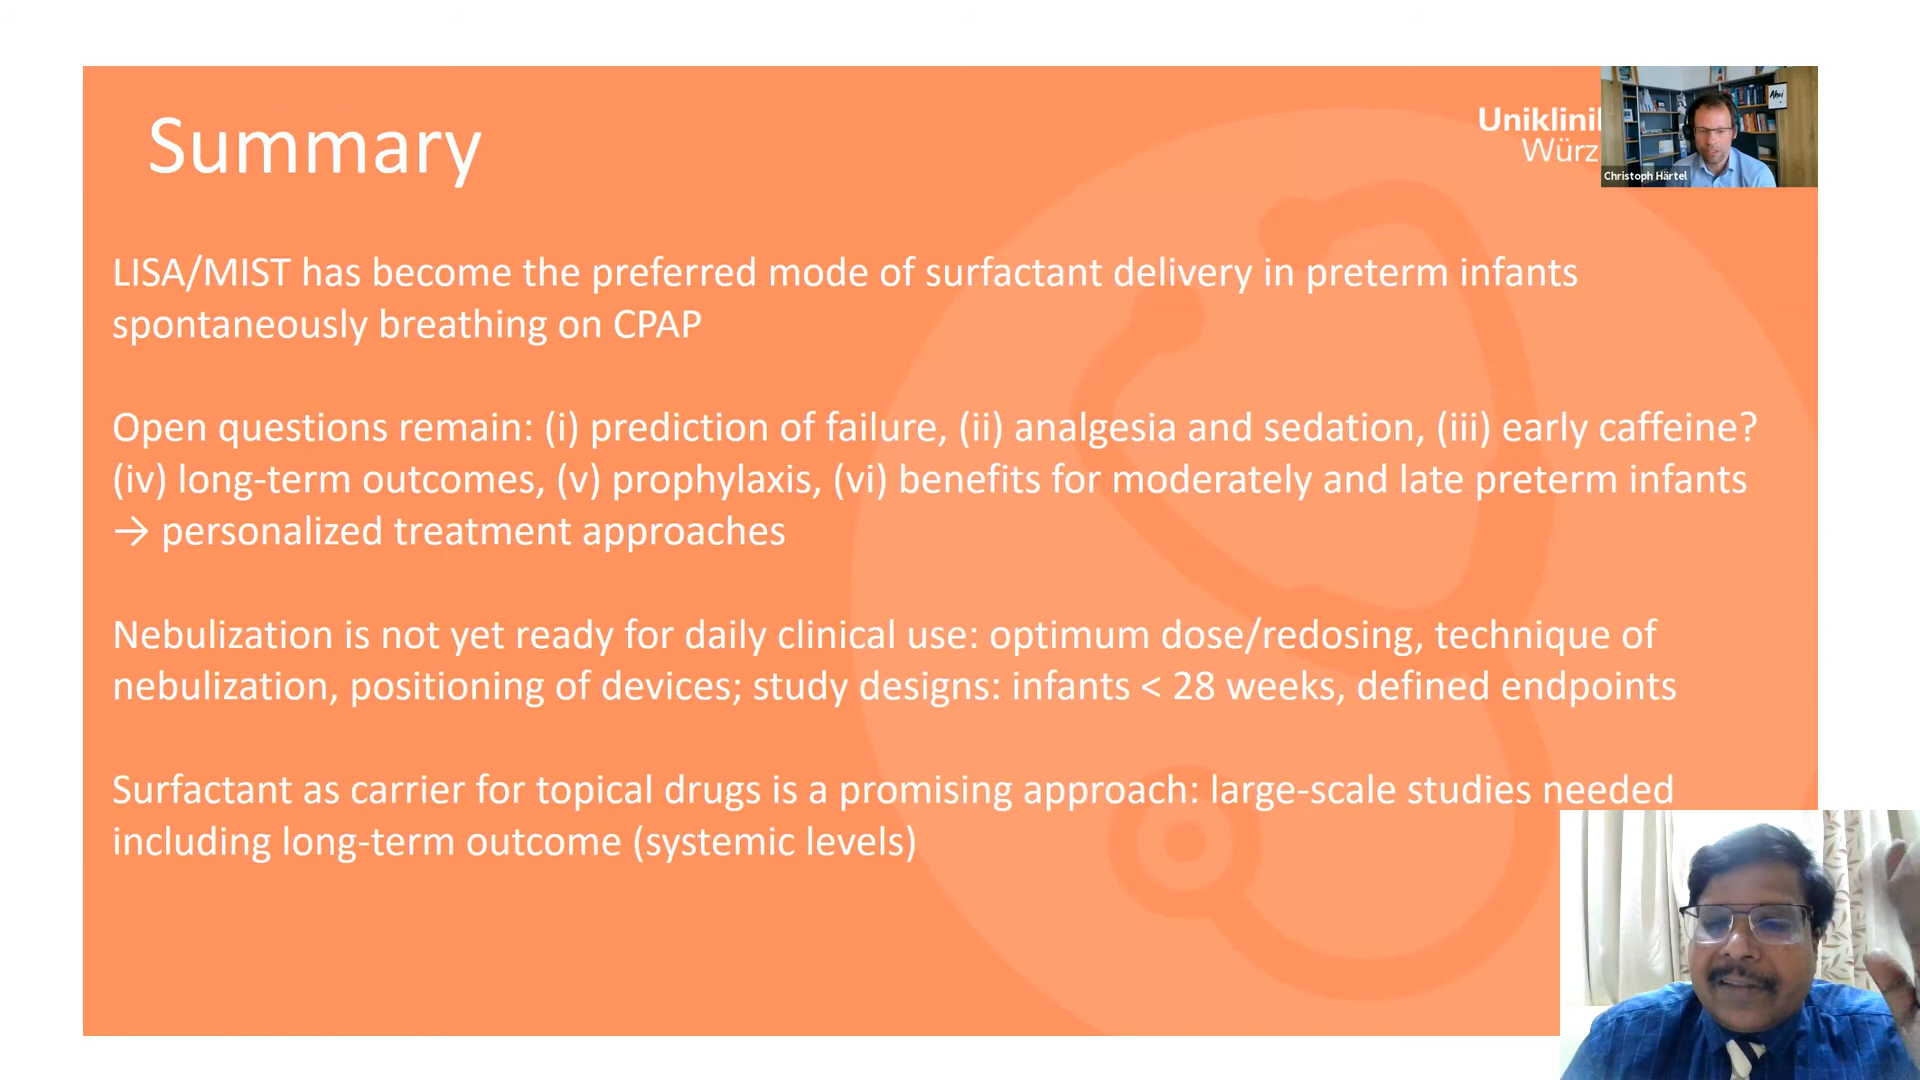 Summary
Uniklini
Würz
Ahoi
Christoph Härtel
LISA/MIST has become the preferred mode of surfactant delivery in preterm infants
spontaneously breathing on CPAP
Open questions remain: (i) prediction of failure, (ii) analgesia and sedation, (iii) early caffeine?
(iv) long-term outcomes, (v) prophylaxis, (vi) benefits for moderately and late preterm infants
→ personalized treatment approaches
Nebulization is not yet ready for daily clinical use: optimum dose/redosing, technique of
nebulization, positioning of devices; study designs: infants < 28 weeks, defined endpoints
Surfactant as carrier for topical drugs is a promising approach: large-scale studies needed
including long-term outcome (systemic levels)